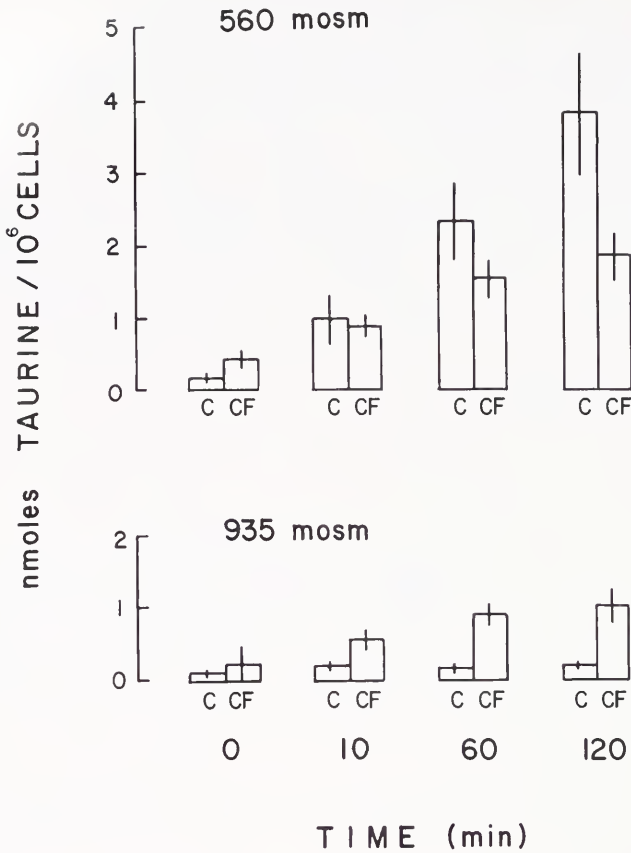 560 mosm
5
4
3
2
1
0
C CF C CF C CF C CF
nmoles TAURINE / 10⁶ CELLS
935 mosm
2
1
0
C CF C CF C CF C CF
0 10 60 120
TIME (min)